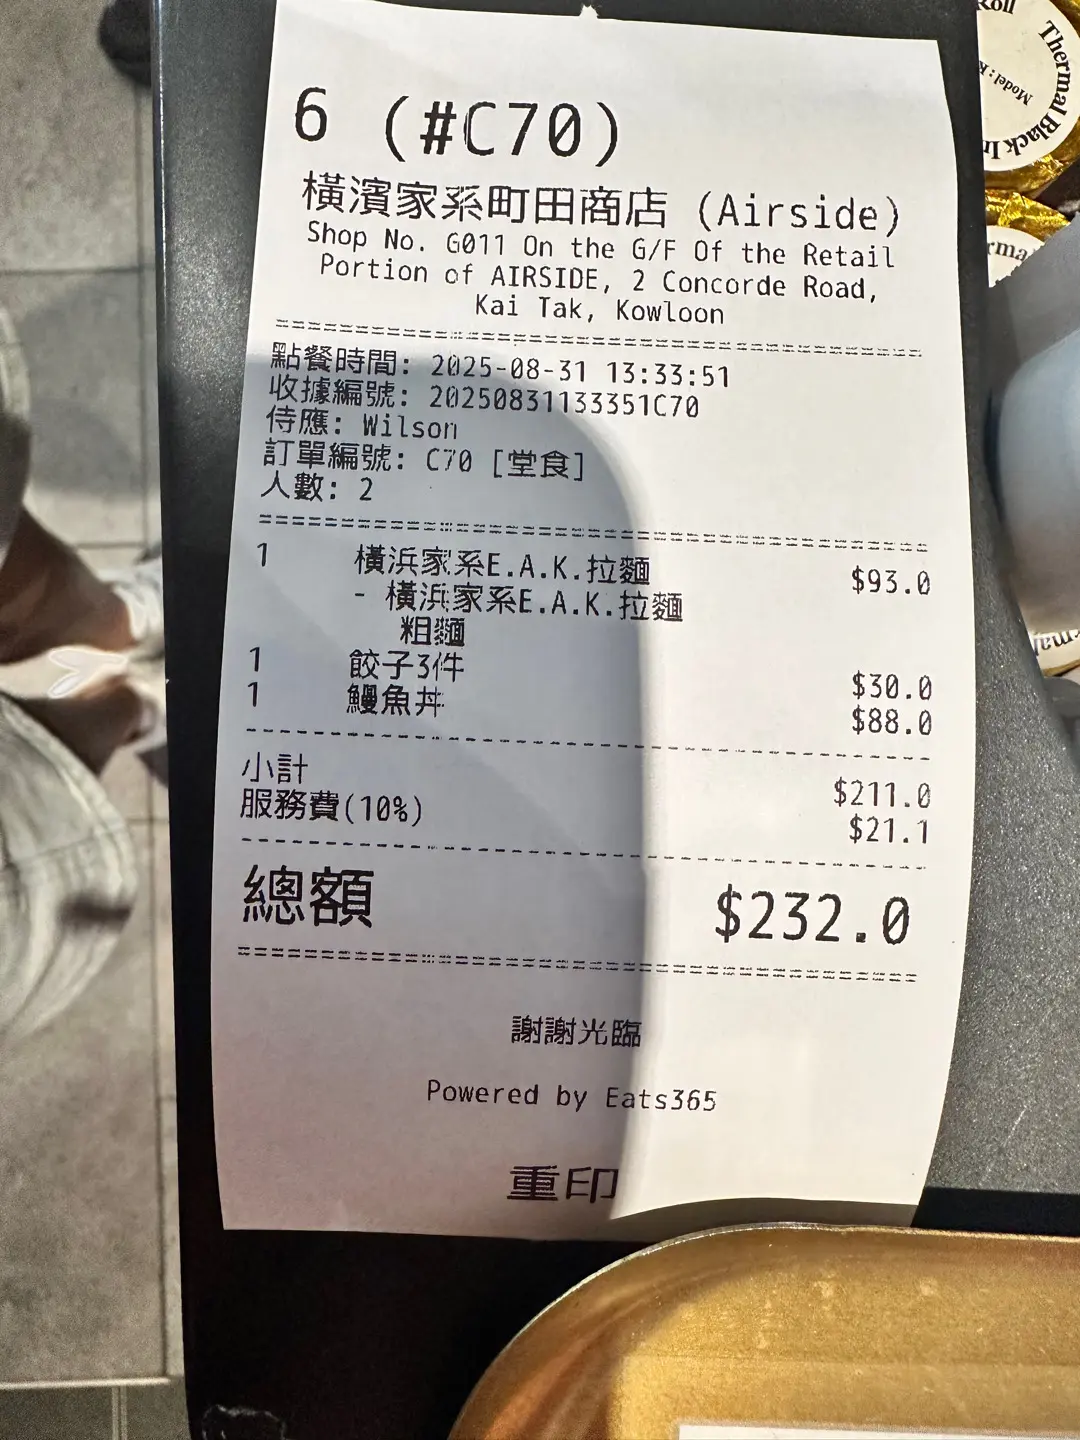 6 (#C70)
橫濱家系町田商店 (Airside)
Shop No. G011 On the G/F Of the Retail
Portion of AIRSIDE, 2 Concorde Road,
Kai Tak, Kowloon
點餐時間: 2025-08-31 13:33:51
收據編號: 20250831133351C70
侍應: Wilson
訂單編號: C70 [堂食]
人數: 2
1 橫浜家系E.A.K.拉麵 $93.0
- 橫浜家系E.A.K.拉麵
粗麵
1 餃子3件 $30.0
1 鰻魚丼 $88.0
小計 $211.0
服務費(10%) $21.1
總額 $232.0
謝謝光臨
Powered by Eats365
重印
Roll
Thermal Black In
Model :